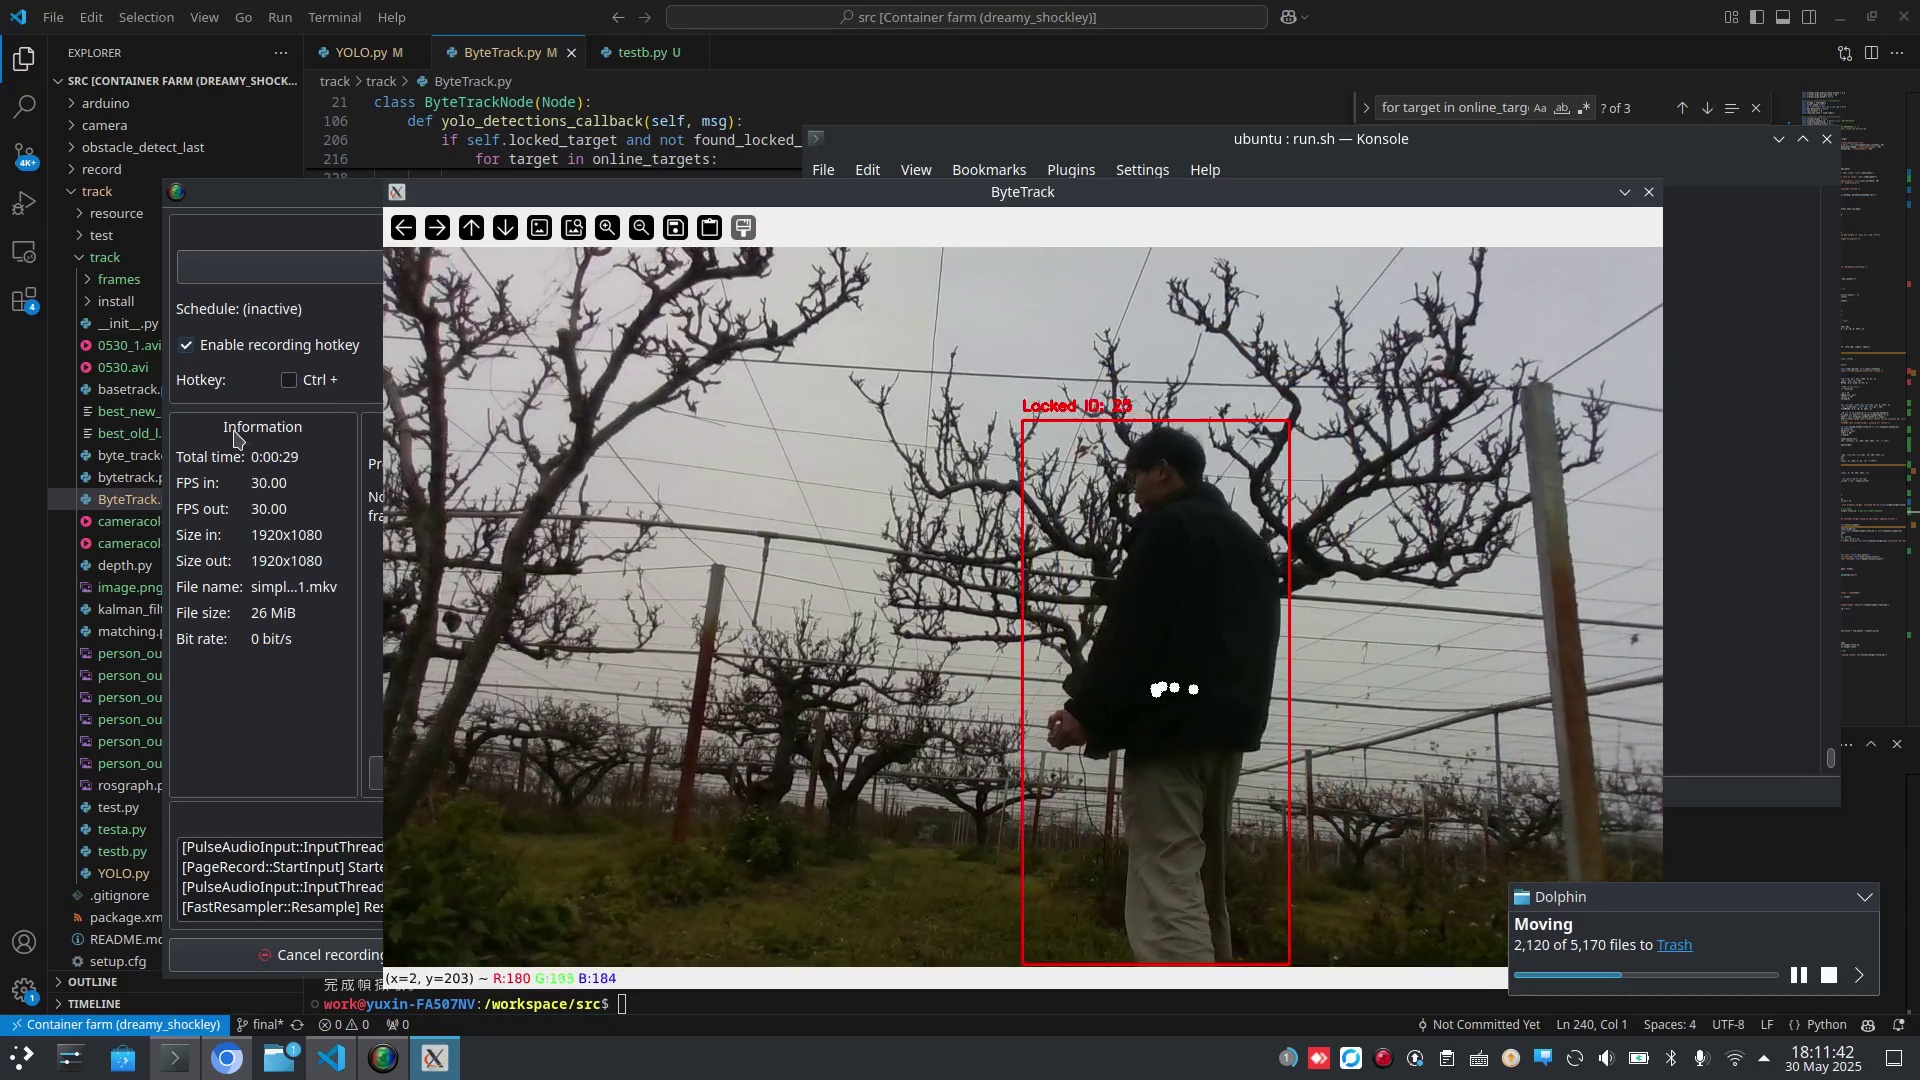 File Edit Selection View Go Run Terminal Help
src [Container farm (dreamy_shockley)]
EXPLORER
YOLO.py M
ByteTrack.py M
testb.py U
SRC [CONTAINER FARM (DREAMY_SHOCK...
track > track > ByteTrack.py
arduino
camera
obstacle_detect_last
record
track
resource
test
track
frames
install
__init__.py
0530_1.avi
0530.avi
basetrack.
best_new_
best_old_l.
byte_track
bytetrack.p
ByteTrack.
cameracol
cameracol
depth.py
image.png
kalman_filt
matching.p
person_ou
person_ou
person_ou
person_ou
person_ou
person_ou
rosgraph.p
test.py
testa.py
testb.py
YOLO.py
.gitignore
package.xm
README.md
setup.cfg
OUTLINE
TIMELINE
4K+
4
1
21 class ByteTrackNode(Node):
106 def yolo_detections_callback(self, msg):
206 if self.locked_target and not found_locked_
216 for target in online_targets:
for target in online_targ
Aa ab .*
? of 3
ubuntu : run.sh — Konsole
File Edit View Bookmarks Plugins Settings Help
ByteTrack
Schedule: (inactive)
Enable recording hotkey
Hotkey: Ctrl +
Information
Total time: 0:00:29
FPS in: 30.00
FPS out: 30.00
Size in: 1920x1080
Size out: 1920x1080
File name: simpl...1.mkv
File size: 26 MiB
Bit rate: 0 bit/s
Pr
No
fra
[PulseAudioInput::InputThread
[PageRecord::StartInput] Starte
[PulseAudioInput::InputThread
[FastResampler::Resample] Res
Cancel recording
Locked ID: 25
(x=2, y=203) ~ R:180 G:183 B:184
work@yuxin-FA507NV:/workspace/src$
Dolphin
Moving
2,120 of 5,170 files to Trash
Container farm (dreamy_shockley)
final*
0 0
0
Not Committed Yet
Ln 240, Col 1
Spaces: 4
UTF-8
LF
{} Python
1
1
18:11:42
30 May 2025